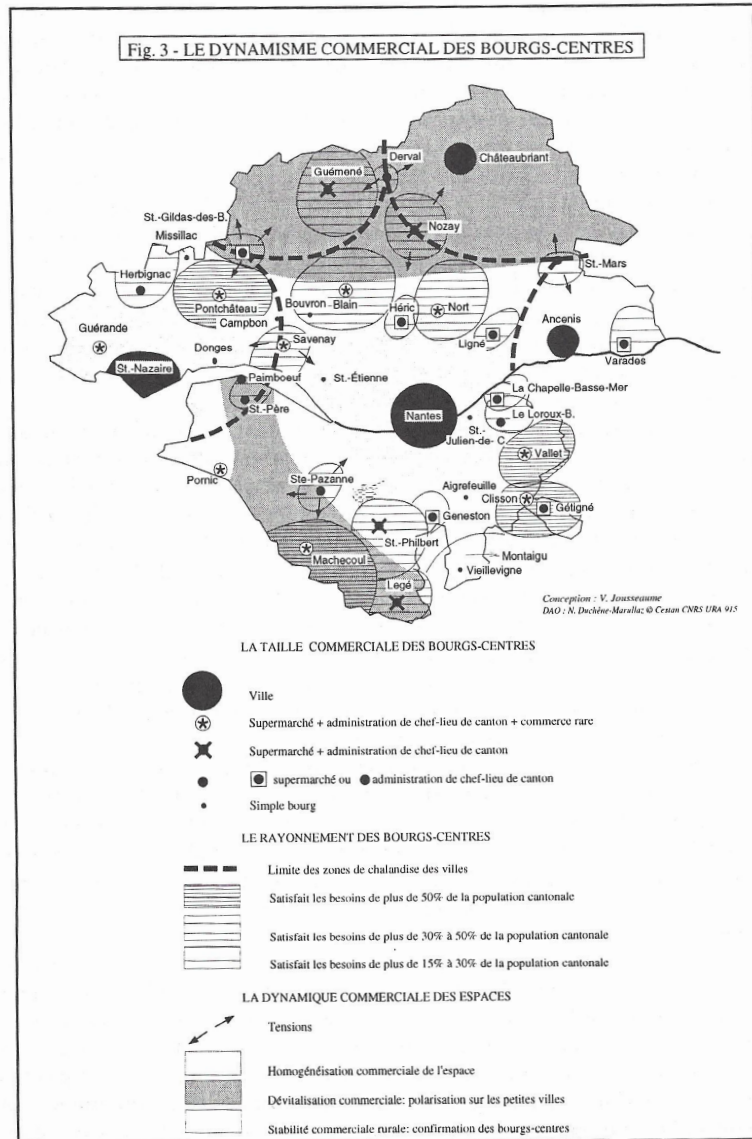 Fig. 3 - LE DYNAMISME COMMERCIAL DES BOURGS-CENTRES
Derval
Châteaubriant
Guémené
St.-Gildas-des-B.
Nozay
Missillac
St.-Mars
Herbignac
Pontchâteau
Bouvron
Blain
Héric
Nort
Campbon
Guérande
Savenay
Ligné
Ancenis
Donges
Varades
St.-Nazaire
Paimboeuf
St.-Étienne
La Chapelle-Basse-Mer
St.-Père
Nantes
Le Loroux-B.
St.-
Julien-de- C.
Vallet
Pornic
Ste-Pazanne
Aigrefeuille
Clisson
Gétigné
Geneston
St.-Philbert
Montaigu
Machecoul
Vieillevigne
Legé
Conception : V. Jousseaume
DAO : N. Duchêne-Marullaz © Cestan CNRS URA 915
LA TAILLE COMMERCIALE DES BOURGS-CENTRES
Ville
Supermarché + administration de chef-lieu de canton + commerce rare
Supermarché + administration de chef-lieu de canton
supermarché ou administration de chef-lieu de canton
Simple bourg
LE RAYONNEMENT DES BOURGS-CENTRES
Limite des zones de chalandise des villes
Satisfait les besoins de plus de 50% de la population cantonale
Satisfait les besoins de plus de 30% à 50% de la population cantonale
Satisfait les besoins de plus de 15% à 30% de la population cantonale
LA DYNAMIQUE COMMERCIALE DES ESPACES
Tensions
Homogénéisation commerciale de l'espace
Dévitalisation commerciale: polarisation sur les petites villes
Stabilité commerciale rurale: confirmation des bourgs-centres